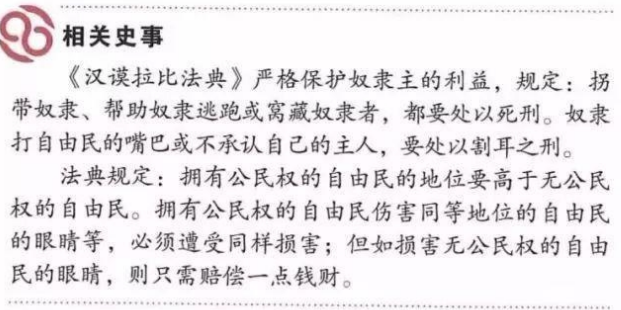 相关史事
《汉谟拉比法典》严格保护奴隶主的利益，规定：拐
带奴隶、帮助奴隶逃跑或窝藏奴隶者，都要处以死刑。奴隶
打自由民的嘴巴或不承认自己的主人，要处以割耳之刑。
法典规定：拥有公民权的自由民的地位要高于无公民
权的自由民。拥有公民权的自由民伤害同等地位的自由民
的眼睛等，必须遭受同样损害；但如损害无公民权的自由
民的眼睛，则只需赔偿一点钱财。